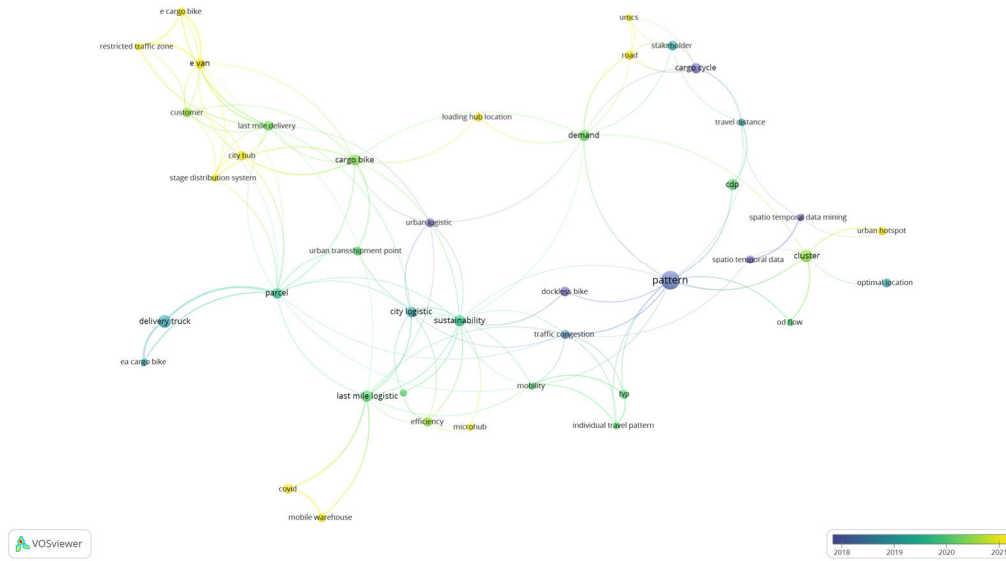 e cargo bike
umcs
restricted traffic zone
stakeholder
road
e van
cargo cycle
customer
loading hub location
last mile delivery
travel distance
demand
city hub
cargo bike
stage distribution system
cdp
spatio temporal data mining
urban logistic
urban hotspot
urban transshipment point
spatio temporal data
cluster
pattern
optimal location
parcel
dockless bike
city logistic
delivery truck
sustainability
od flow
traffic congestion
ea cargo bike
mobility
last mile logistic
efficiency
individual travel pattern
microhub
covid
mobile warehouse
VOSviewer
2018 2019 2020 2021